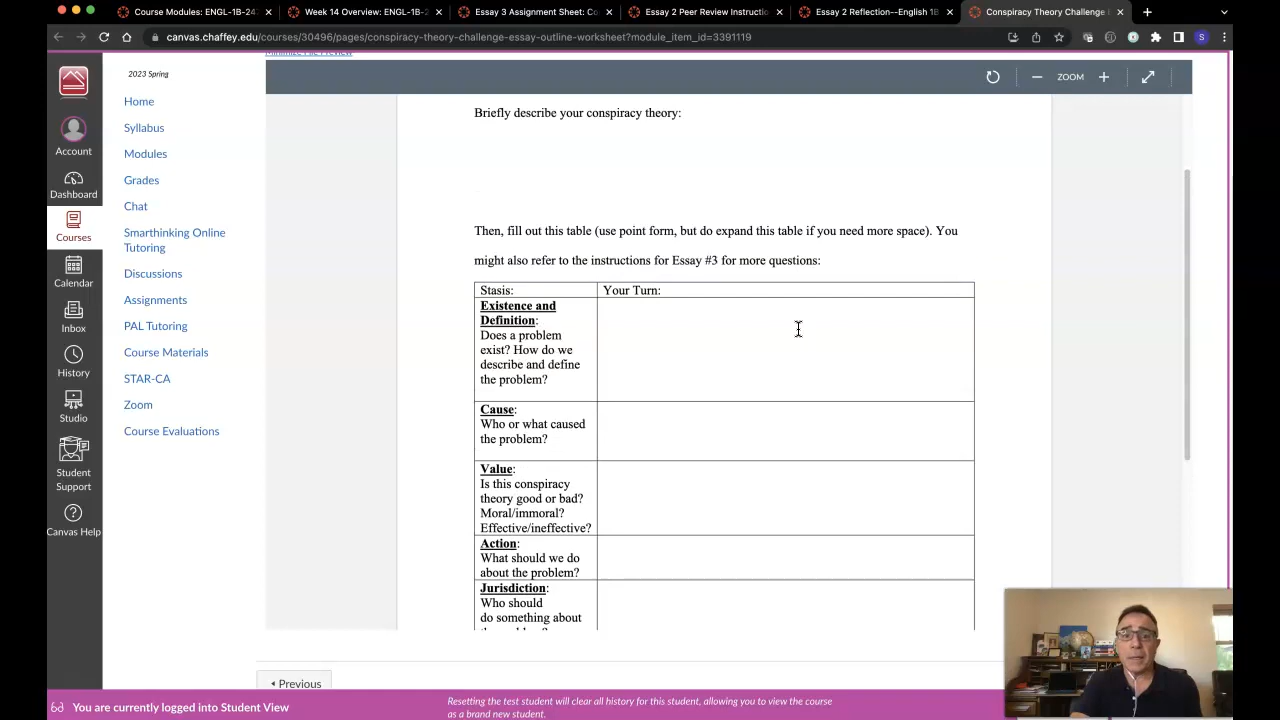 Course Modules: ENGL-1B-24
Week 14 Overview: ENGL-1B-2
Essay 3 Assignment Sheet: Co
Essay 2 Peer Review Instructio
Essay 2 Reflection--English 1B
Conspiracy Theory Challenge E
canvas.chaffey.edu/courses/30496/pages/conspiracy-theory-challenge-essay-outline-worksheet?module_item_id=3391119
S
Minimize File Preview
2023 Spring
ZOOM
Home
Syllabus
Modules
Grades
Chat
Smarthinking Online
Tutoring
Discussions
Assignments
PAL Tutoring
Course Materials
STAR-CA
Zoom
Course Evaluations
Account
Dashboard
Courses
Calendar
Inbox
History
Studio
Student
Support
Canvas Help
Briefly describe your conspiracy theory:
Then, fill out this table (use point form, but do expand this table if you need more space). You
might also refer to the instructions for Essay #3 for more questions:
Stasis:
Your Turn:
Existence and
Definition:
Does a problem
exist? How do we
describe and define
the problem?
Cause:
Who or what caused
the problem?
Value:
Is this conspiracy
theory good or bad?
Moral/immoral?
Effective/ineffective?
Action:
What should we do
about the problem?
Jurisdiction:
Who should
do something about
Previous
You are currently logged into Student View
Resetting the test student will clear all history for this student, allowing you to view the course
as a brand new student.